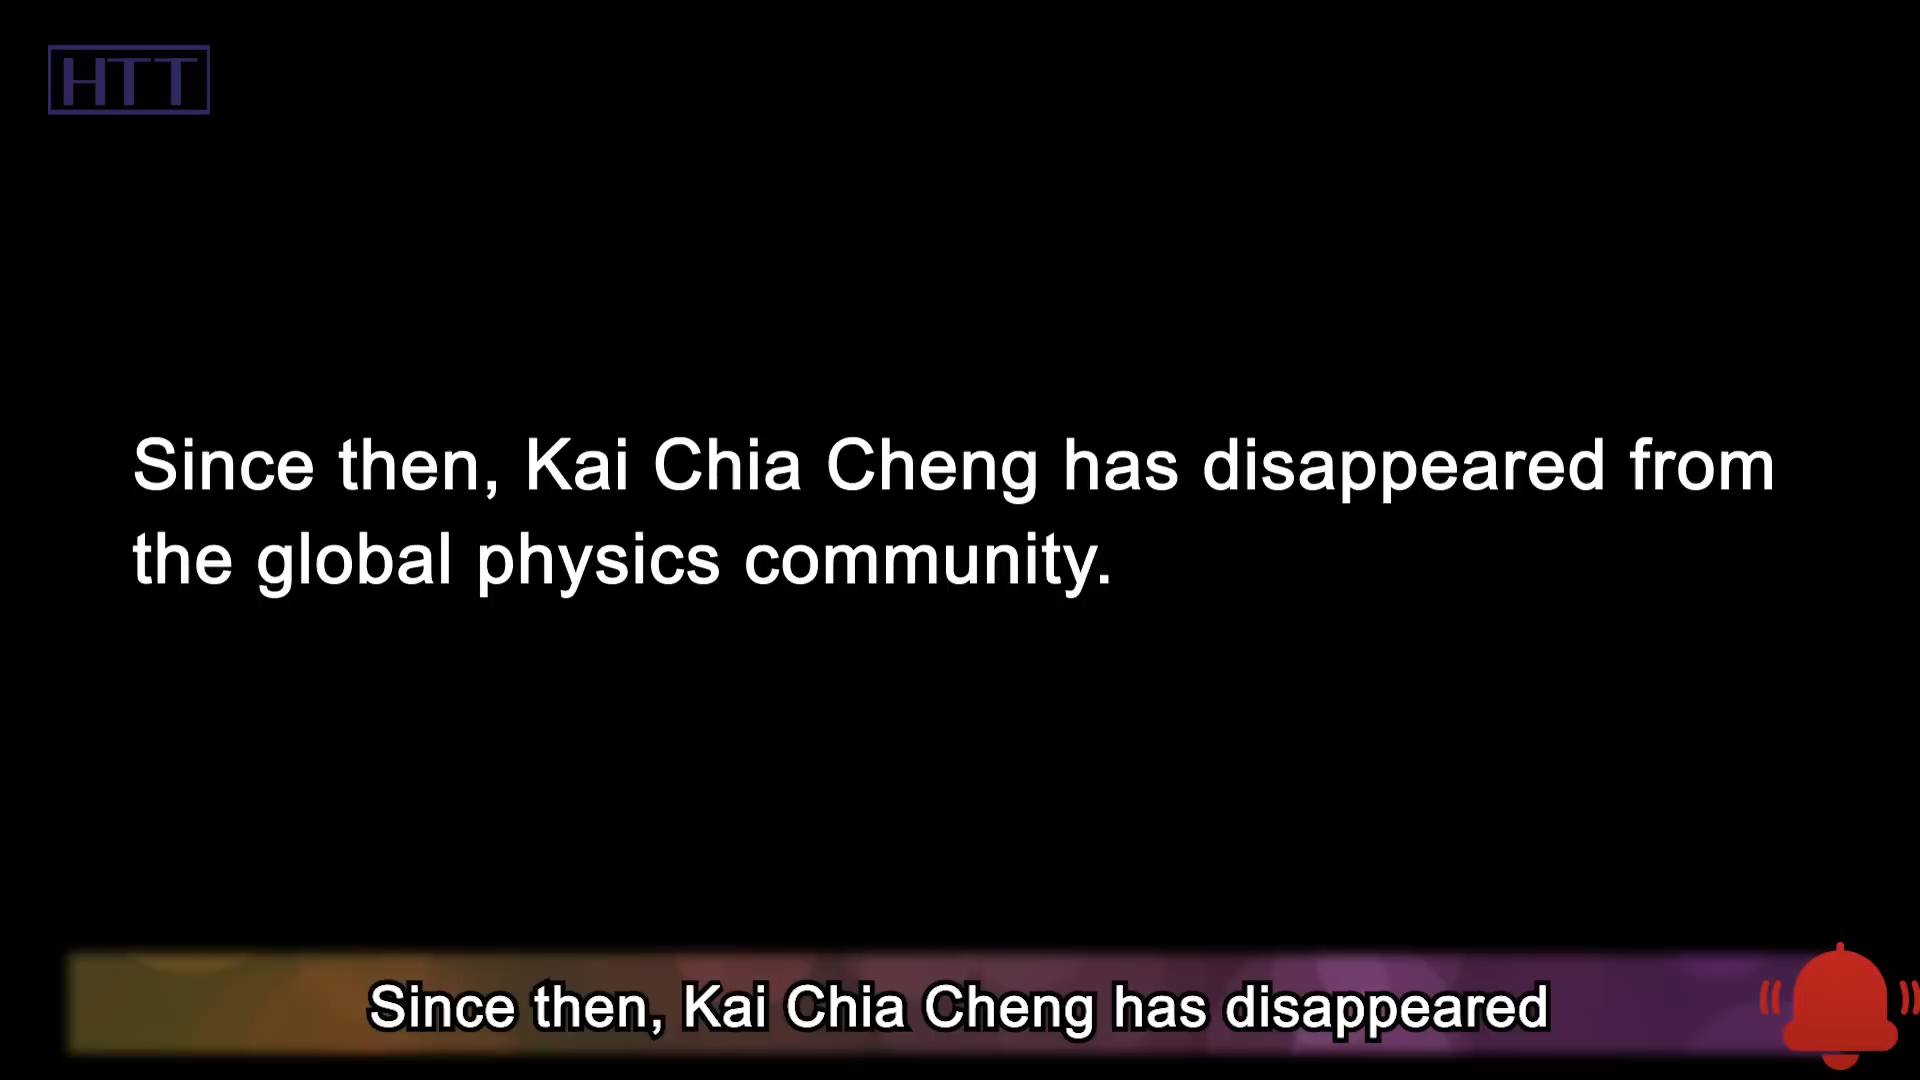 HTT
Since then, Kai Chia Cheng has disappeared from
the global physics community.
Since then, Kai Chia Cheng has disappeared